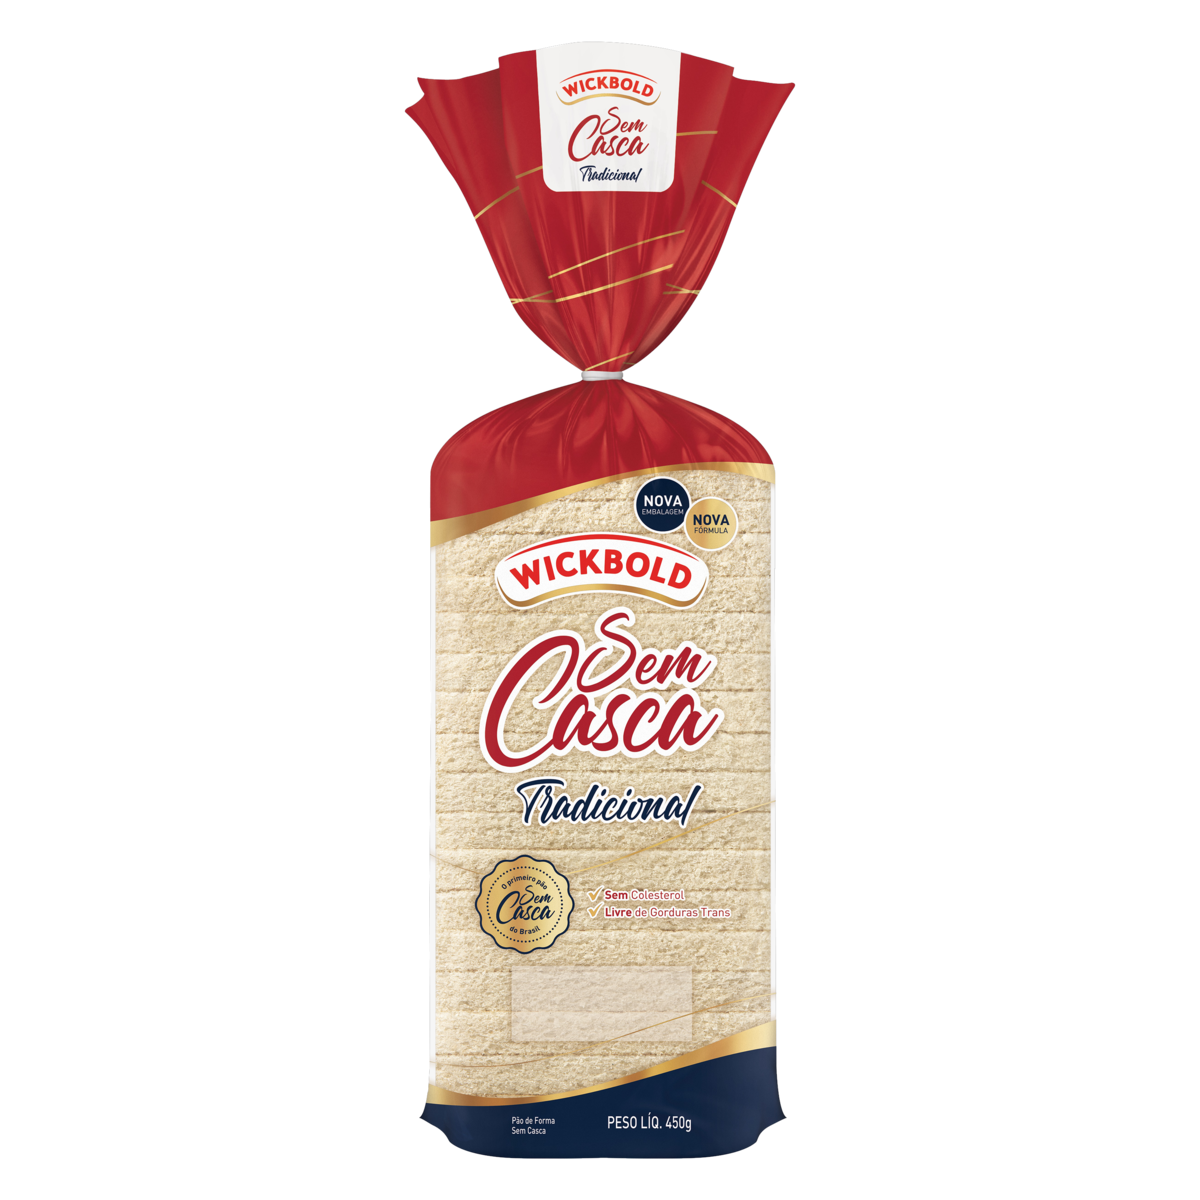 WICKBOLD
Sem
Casca
Tradicional
NOVA
EMBALAGEM
NOVA
FÓRMULA
WICKBOLD
Sem
Casca
Tradicional
O primeiro pão
Sem
Casca
do Brasil
Sem Colesterol
Livre de Gorduras Trans
Pão de Forma
Sem Casca
PESO LÍQ. 450g